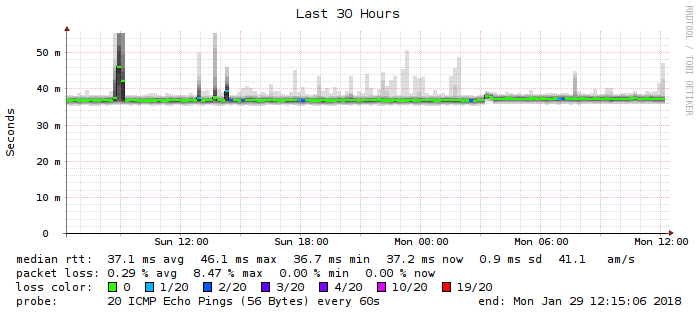 Last 30 Hours
RRDTOOL / TOBI OETIKER
Seconds
50 m
40 m
30 m
20 m
10 m
0
Sun 12:00 Sun 18:00 Mon 00:00 Mon 06:00 Mon 12:00
median rtt: 37.1 ms avg 46.1 ms max 36.7 ms min 37.2 ms now 0.9 ms sd 41.1 am/s
packet loss: 0.29 % avg 8.47 % max 0.00 % min 0.00 % now
loss color: 0 1/20 2/20 3/20 4/20 10/20 19/20
probe: 20 ICMP Echo Pings (56 Bytes) every 60s end: Mon Jan 29 12:15:06 2018